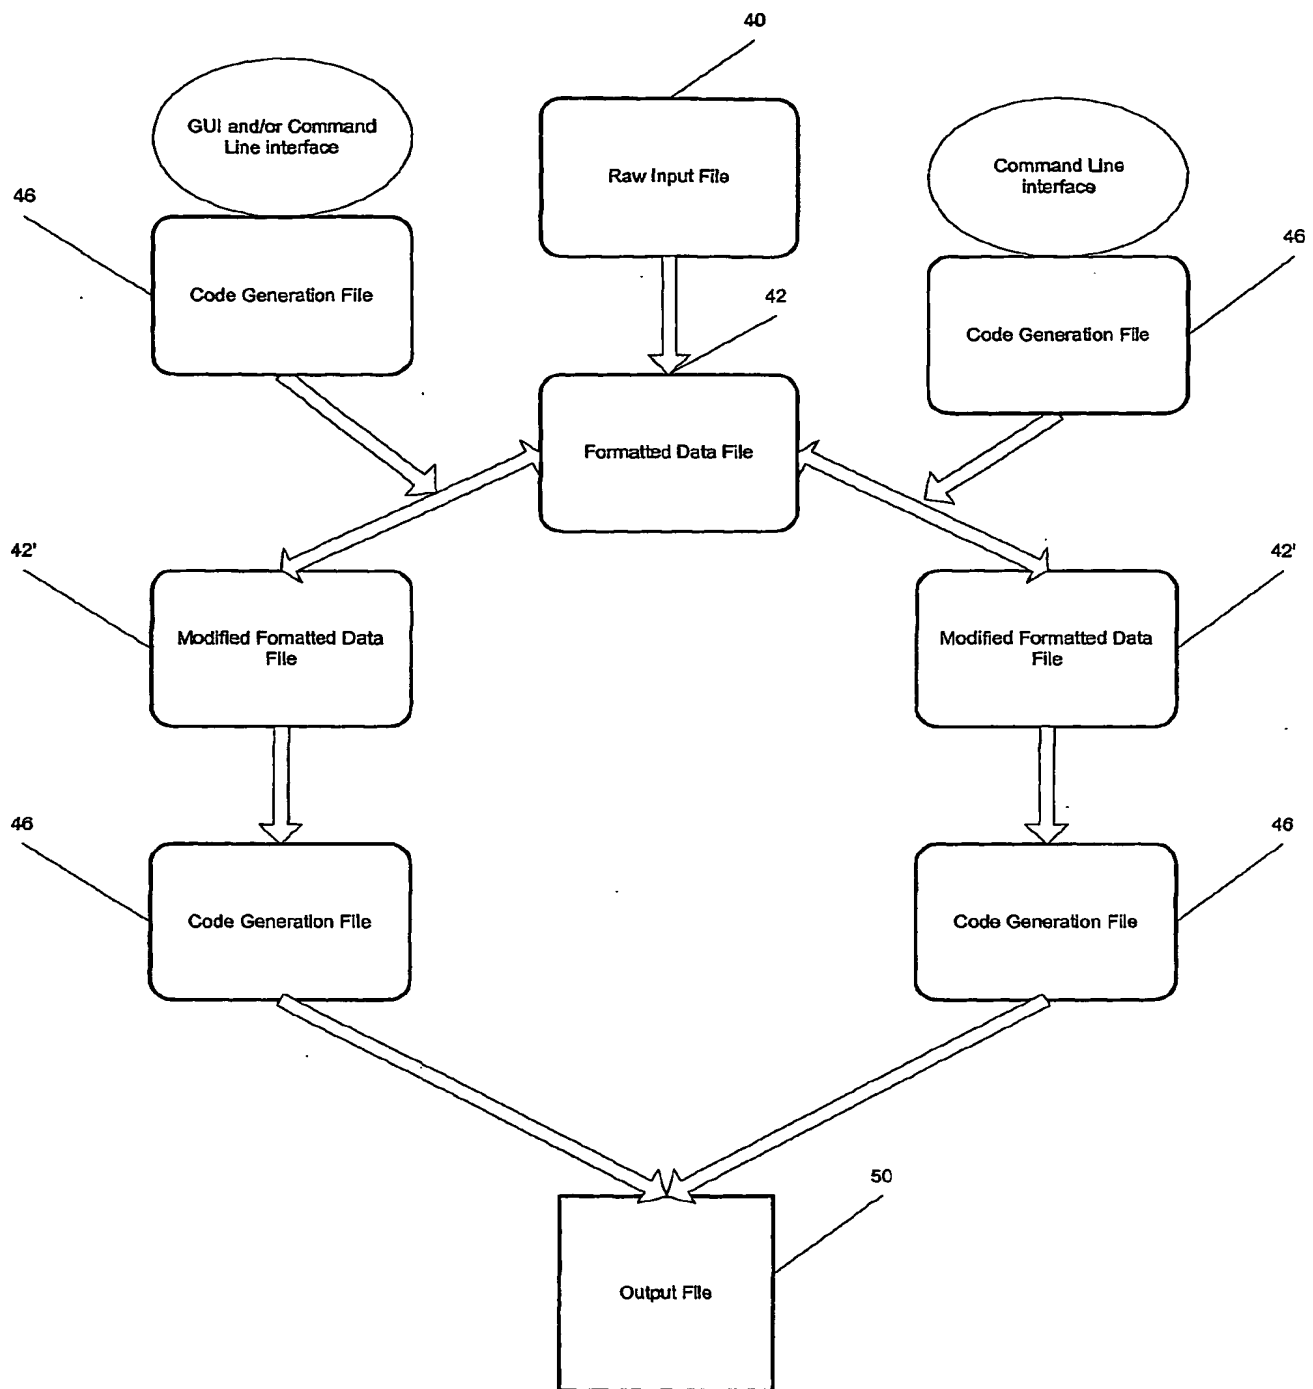 40
GUI and/or Command
Line interface
Raw Input File
Command Line
interface
46
46
Code Generation File
42
Code Generation File
Formatted Data File
42'
42'
Modified Fomatted Data
File
Modified Formatted Data
File
46
46
Code Generation File
Code Generation File
50
Output File